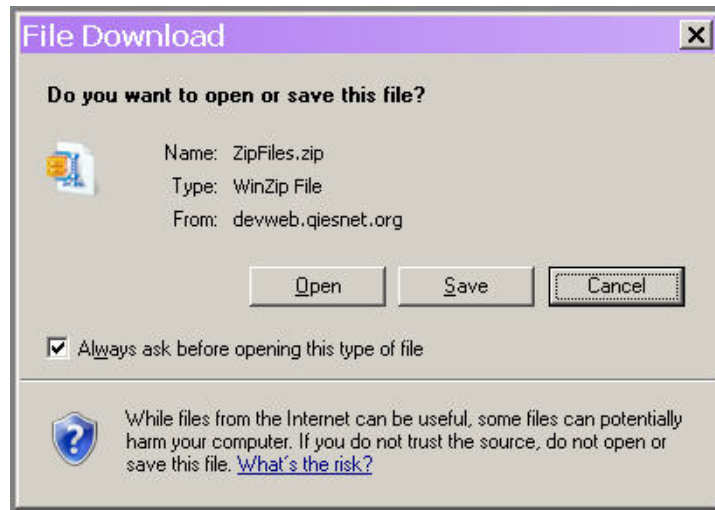 File Download
Do you want to open or save this file?
Name: ZipFiles.zip
Type: WinZip File
From: devweb.qiesnet.org
Open Save Cancel
Always ask before opening this type of file
While files from the Internet can be useful, some files can potentially
harm your computer. If you do not trust the source, do not open or
save this file. What's the risk?